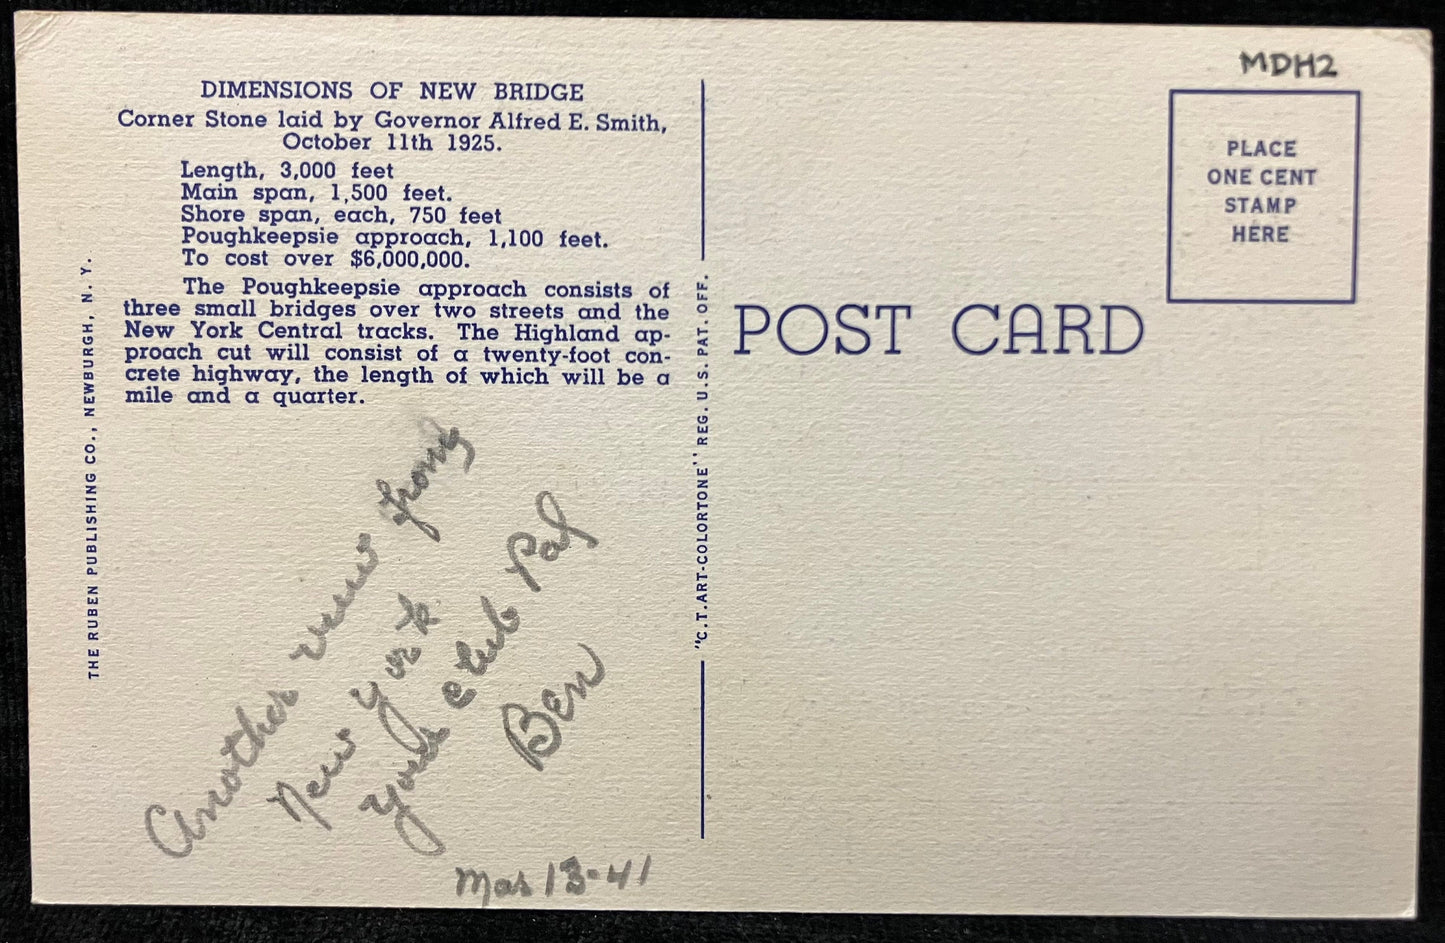 MDH2
PLACE
ONE CENT
STAMP
HERE
DIMENSIONS OF NEW BRIDGE
Corner Stone laid by Governor Alfred E. Smith,
October 11th 1925.
Length, 3,000 feet
Main span, 1,500 feet.
Shore span, each, 750 feet
Poughkeepsie approach, 1,100 feet.
To cost over $6,000,000.
The Poughkeepsie approach consists of
three small bridges over two streets and the
New York Central tracks. The Highland ap-
proach cut will consist of a twenty-foot con-
crete highway, the length of which will be a
mile and a quarter.
THE RUBEN PUBLISHING CO., NEWBURGH, N. Y.
"C.T. ART-COLORTONE" REG. U.S. PAT. OFF.
POST CARD
Another view from
New York
your club Pal
Ben
Mar 13-41